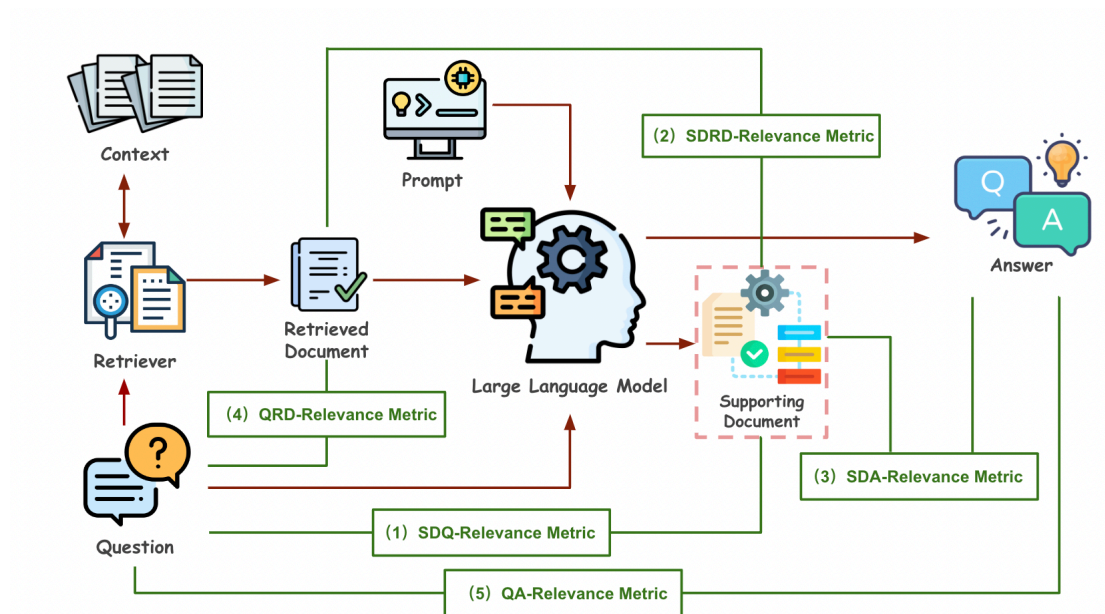 (2) SDRD-Relevance Metric
Context
Prompt
Q
A
Answer
Retriever
Retrieved
Document
Large Language Model
Supporting
Document
(4) QRD-Relevance Metric
?
(3) SDA-Relevance Metric
Question
(1) SDQ-Relevance Metric
(5) QA-Relevance Metric